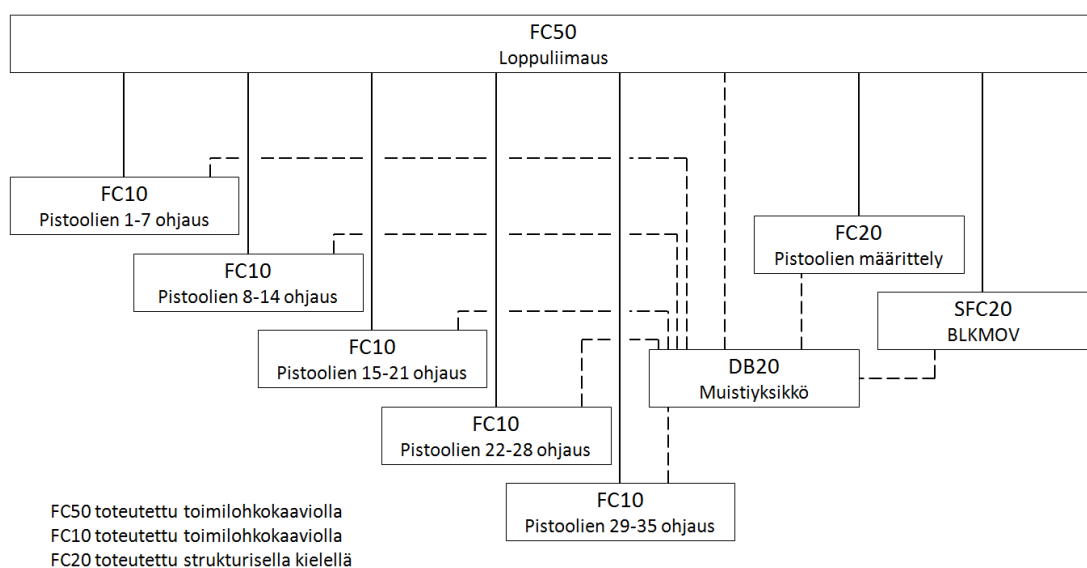 FC50
Loppuliimaus
FC10
Pistoolien 1-7 ohjaus
FC10
Pistoolien 8-14 ohjaus
FC10
Pistoolien 15-21 ohjaus
FC10
Pistoolien 22-28 ohjaus
FC10
Pistoolien 29-35 ohjaus
DB20
Muistiyksikkö
FC20
Pistoolien määrittely
SFC20
BLKMOV
FC50 toteutettu toimilohkokaaviolla
FC10 toteutettu toimilohkokaaviolla
FC20 toteutettu strukturisella kielellä